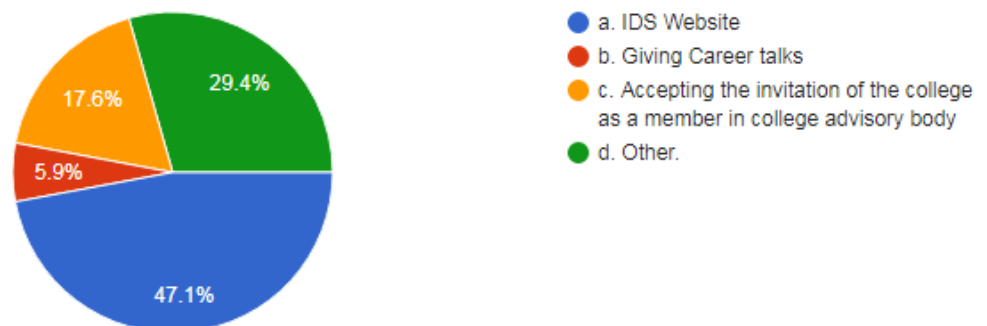 29.4%
17.6%
5.9%
47.1%
a. IDS Website
b. Giving Career talks
c. Accepting the invitation of the college
as a member in college advisory body
d. Other.